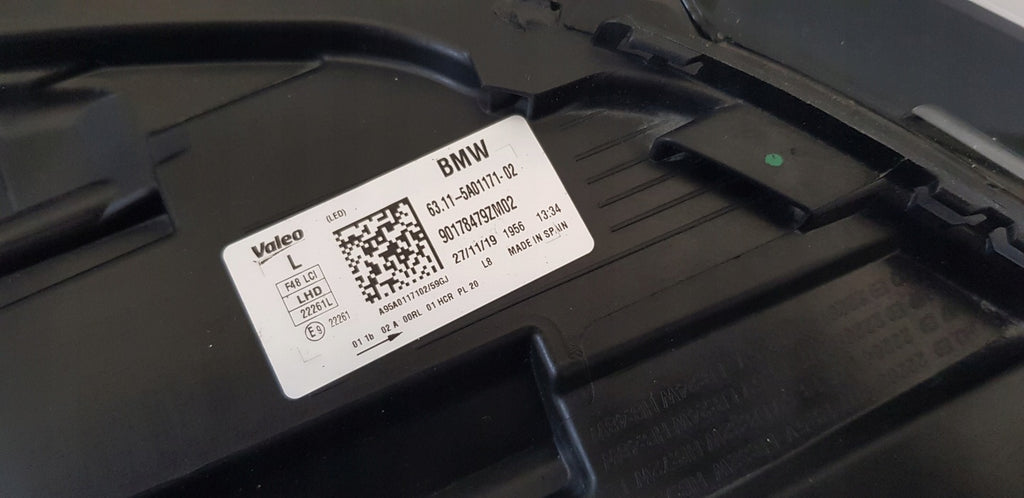 BMW
(LED)
Valeo
L
F48 LCI
LHD
22261L
E9 22261
63.11-5A01171-02
90178479ZM02
27/11/19 1956 13:34
L8 MADE IN SPAIN
A95A0117102/59GJ
01 1b 02 A 00RL 01 HCR PL 20